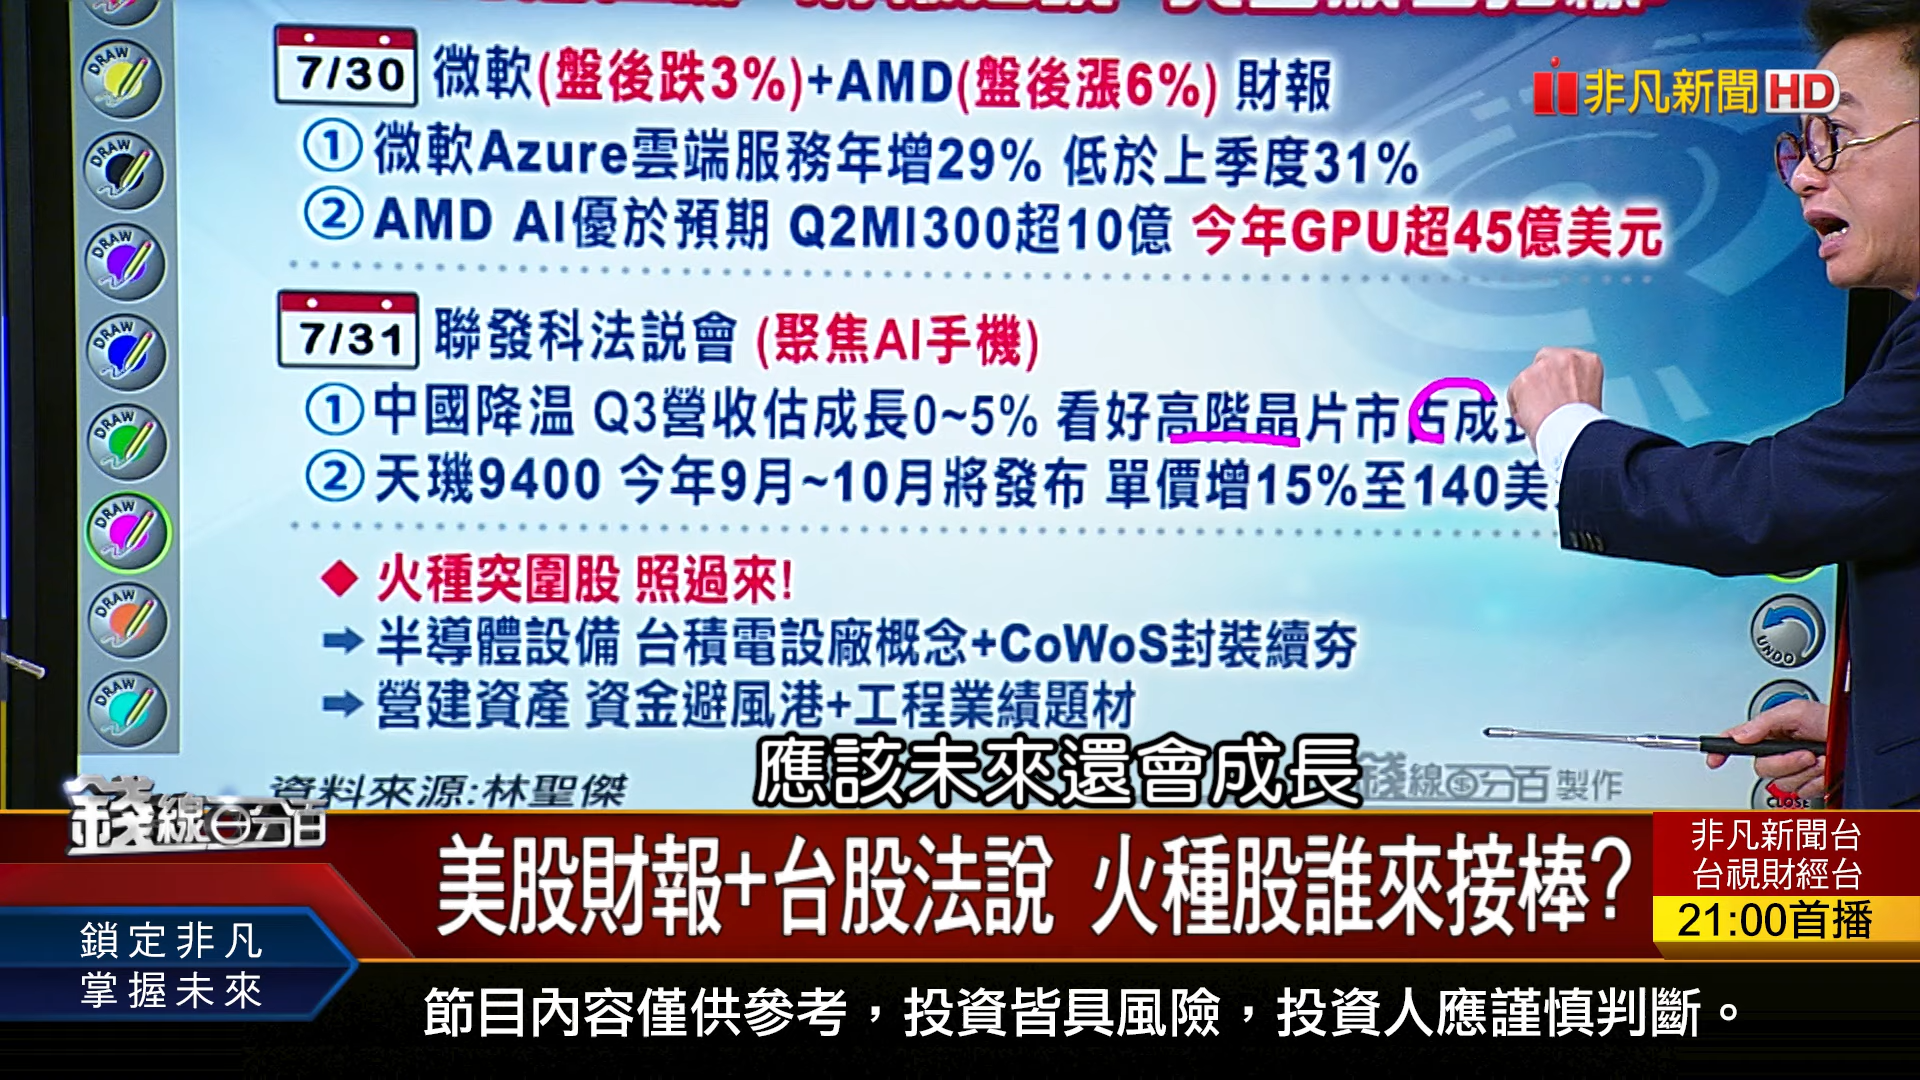 7/30 微軟(盤後跌3%)+AMD(盤後漲6%) 財報
非凡新聞HD
① 微軟Azure雲端服務年增29% 低於上季度31%
② AMD AI優於預期 Q2MI300超10億 今年GPU超45億美元
7/31 聯發科法說會 (聚焦AI手機)
① 中國降溫 Q3營收估成長0~5% 看好高階晶片市占成
② 天璣9400 今年9月~10月將發布 單價增15%至140美
火種突圍股 照過來!
半導體設備 台積電設廠概念+CoWoS封裝續夯
營建資產 資金避風港+工程業績題材
資料來源:林聖傑
錢線百分百 製作
DRAW
DRAW
DRAW
DRAW
DRAW
DRAW
DRAW
DRAW
UNDO
CLOSE
應該未來還會成長
錢線百分百
美股財報+台股法說 火種股誰來接棒?
非凡新聞台
台視財經台
21:00首播
鎖定非凡
掌握未來
節目內容僅供參考，投資皆具風險，投資人應謹慎判斷。